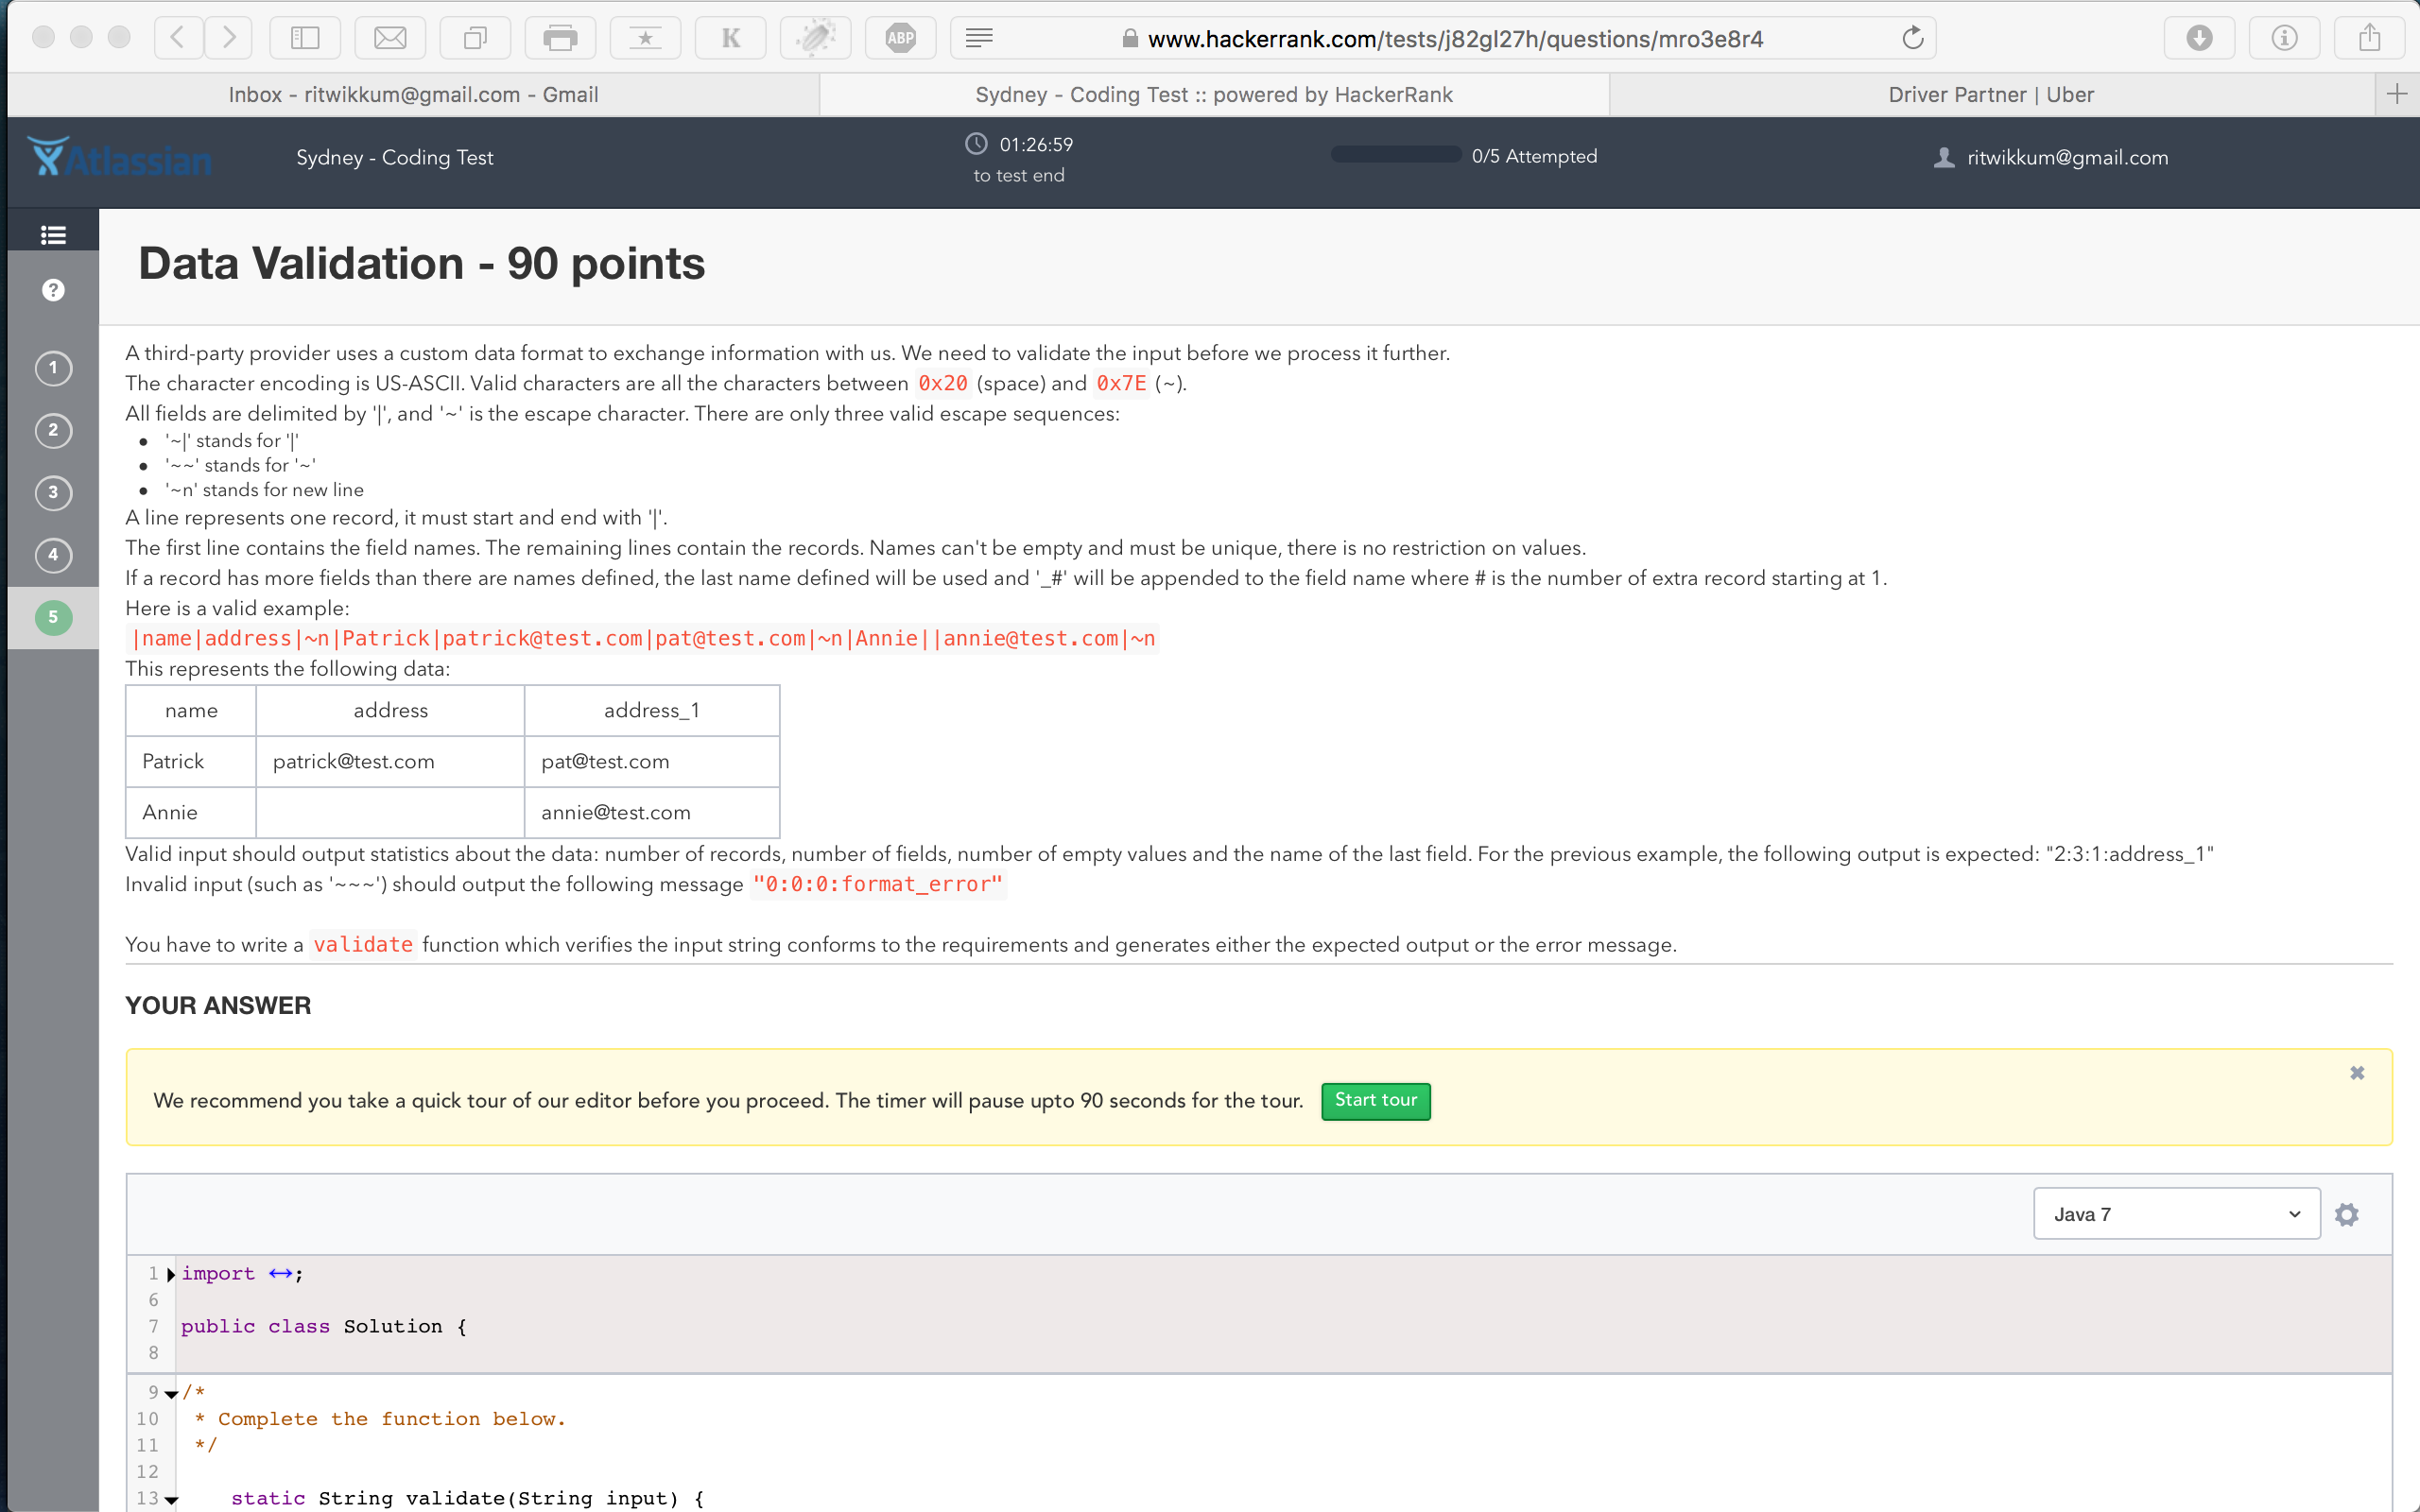 www.hackerrank.com/tests/j82gl27h/questions/mro3e8r4
K
ABP
Inbox - ritwikkum@gmail.com - Gmail
Sydney - Coding Test :: powered by HackerRank
Driver Partner | Uber
Atlassian
Sydney - Coding Test
01:26:59
to test end
0/5 Attempted
ritwikkum@gmail.com
Data Validation - 90 points
?
1
2
3
4
5
A third-party provider uses a custom data format to exchange information with us. We need to validate the input before we process it further.
The character encoding is US-ASCII. Valid characters are all the characters between 0x20 (space) and 0x7E (~).
All fields are delimited by '|', and '~' is the escape character. There are only three valid escape sequences:
• '~|' stands for '|'
• '~~' stands for '~'
• '~n' stands for new line
A line represents one record, it must start and end with '|'.
The first line contains the field names. The remaining lines contain the records. Names can't be empty and must be unique, there is no restriction on values.
If a record has more fields than there are names defined, the last name defined will be used and '_#' will be appended to the field name where # is the number of extra record starting at 1.
Here is a valid example:
|name|address|~n|Patrick|patrick@test.com|pat@test.com|~n|Annie||annie@test.com|~n
This represents the following data:
name address address_1
Patrick patrick@test.com pat@test.com
Annie annie@test.com
Valid input should output statistics about the data: number of records, number of fields, number of empty values and the name of the last field. For the previous example, the following output is expected: "2:3:1:address_1"
Invalid input (such as '~~~') should output the following message "0:0:0:format_error"
You have to write a validate function which verifies the input string conforms to the requirements and generates either the expected output or the error message.
YOUR ANSWER
We recommend you take a quick tour of our editor before you proceed. The timer will pause upto 90 seconds for the tour. Start tour
Java 7
1 import ↔;
6
7 public class Solution {
8
9 /*
10 * Complete the function below.
11 */
12
13 static String validate(String input) {